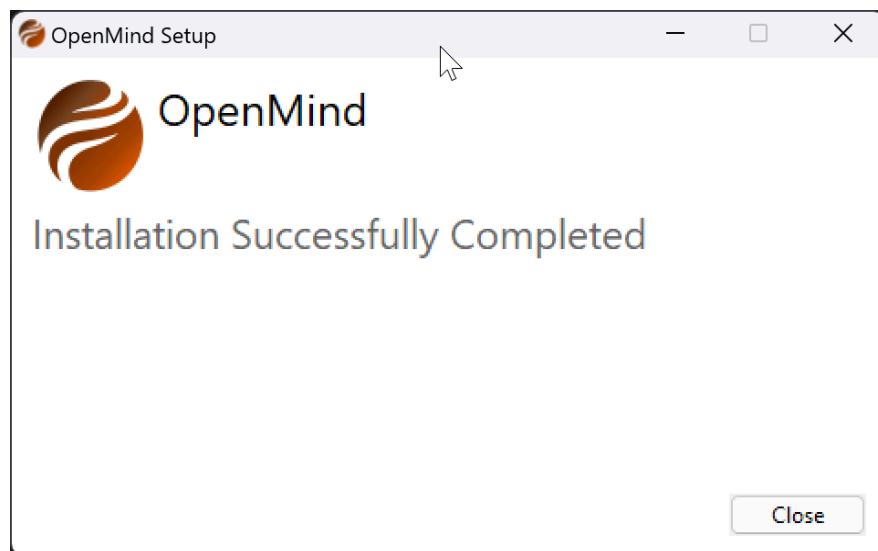 OpenMind Setup
OpenMind
Installation Successfully Completed
Close